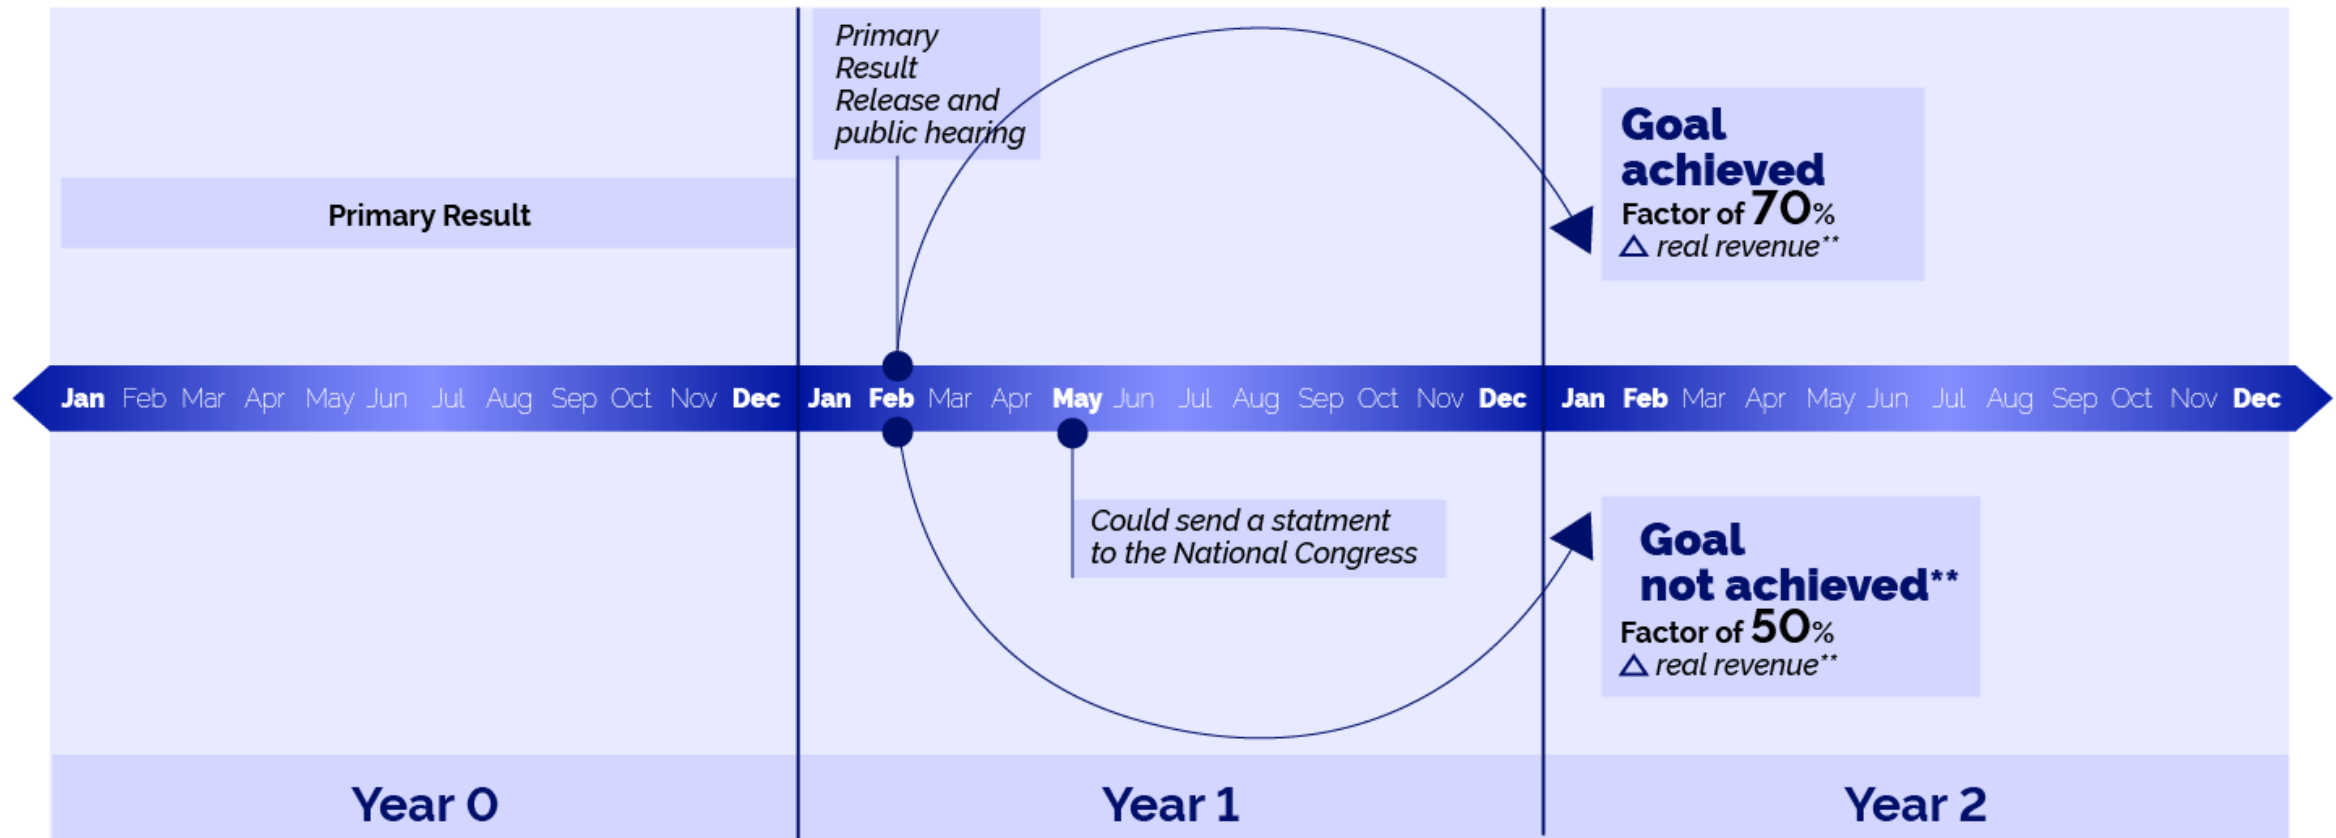 Primary
Result
Release and
public hearing
Goal
achieved
Factor of 70%
△ real revenue**
Primary Result
Jan Feb Mar Apr May Jun Jul Aug Sep Oct Nov Dec Jan Feb Mar Apr May Jun Jul Aug Sep Oct Nov Dec Jan Feb Mar Apr May Jun Jul Aug Sep Oct Nov Dec
Could send a statment
to the National Congress
Goal
not achieved**
Factor of 50%
△ real revenue**
Year 0 Year 1 Year 2